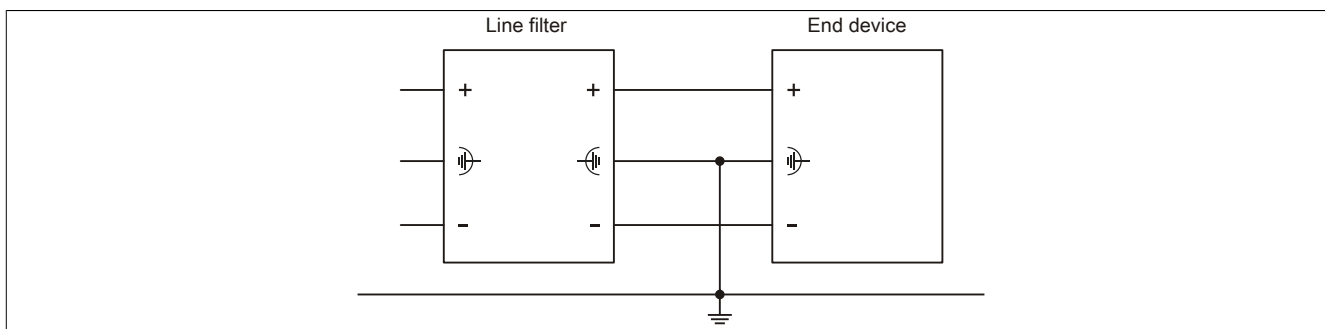 Line filter End device
+ + +
- - -